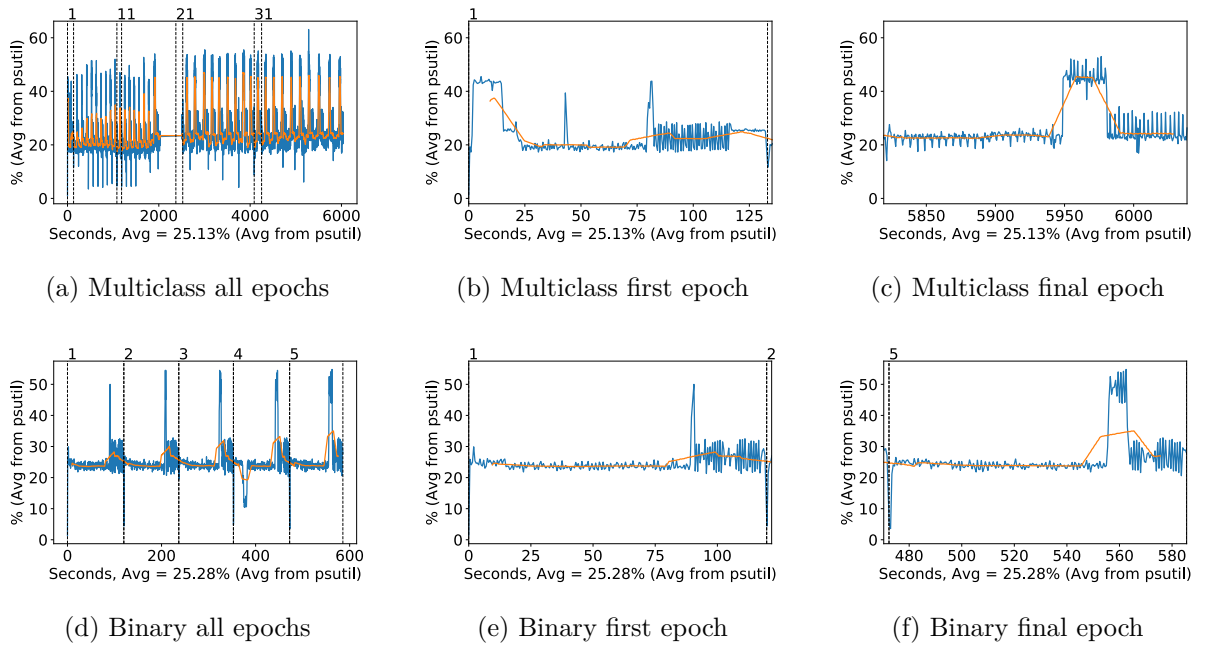 1 11 21 31
% (Avg from psutil)
60
40
20
0
0 2000 4000 6000
Seconds, Avg = 25.13% (Avg from psutil)
(a) Multiclass all epochs
1
% (Avg from psutil)
60
40
20
0
0 25 50 75 100 125
Seconds, Avg = 25.13% (Avg from psutil)
(b) Multiclass first epoch
% (Avg from psutil)
60
40
20
0
5850 5900 5950 6000
Seconds, Avg = 25.13% (Avg from psutil)
(c) Multiclass final epoch
1 2 3 4 5
% (Avg from psutil)
50
40
30
20
10
0
0 200 400 600
Seconds, Avg = 25.28% (Avg from psutil)
(d) Binary all epochs
1 2
% (Avg from psutil)
50
40
30
20
10
0
0 25 50 75 100
Seconds, Avg = 25.28% (Avg from psutil)
(e) Binary first epoch
5
% (Avg from psutil)
50
40
30
20
10
0
480 500 520 540 560 580
Seconds, Avg = 25.28% (Avg from psutil)
(f) Binary final epoch